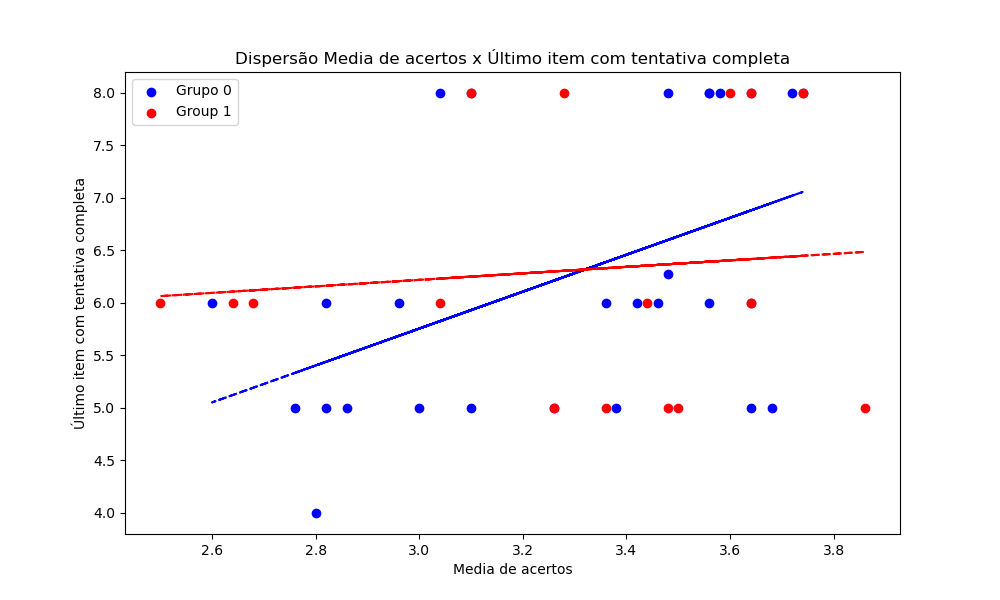 Dispersão Media de acertos x Último item com tentativa completa
Grupo 0
Group 1
Último item com tentativa completa
8.0
7.5
7.0
6.5
6.0
5.5
5.0
4.5
4.0
2.6 2.8 3.0 3.2 3.4 3.6 3.8
Media de acertos